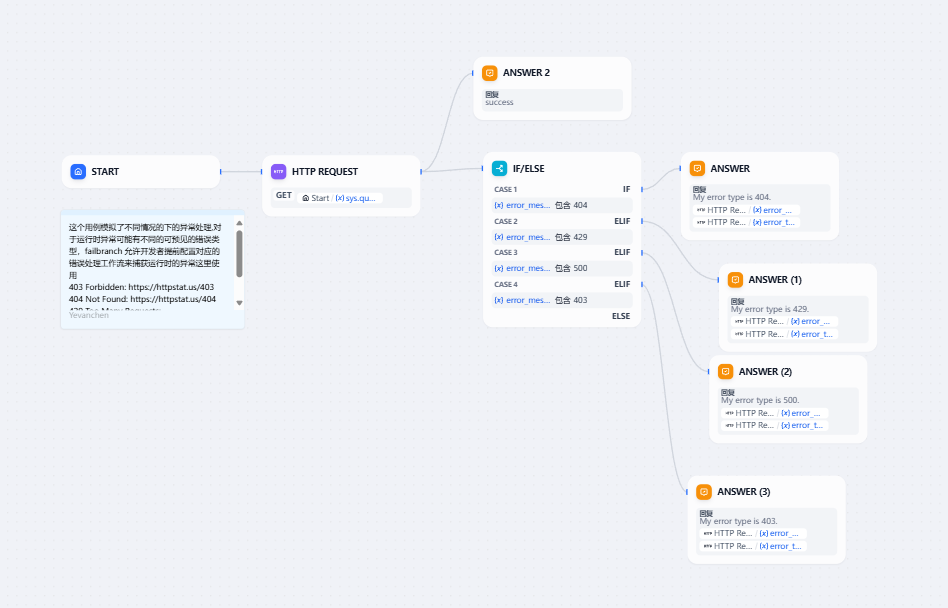 START
这个用例模拟了不同情况的下的异常处理,对
于运行时异常可能有不同的可预见的错误类
型，failbranch 允许开发者提前配置对应的
错误处理工作流来捕获运行时的异常这里使
用
403 Forbidden: https://httpstat.us/403
404 Not Found: https://httpstat.us/404
429 Too Many Requests:
Yevanchen
HTTP REQUEST
GET Start / {x} sys.qu...
ANSWER 2
回复
success
IF/ELSE
CASE 1 IF
{x} error_mes... 包含 404
CASE 2 ELIF
{x} error_mes... 包含 429
CASE 3 ELIF
{x} error_mes... 包含 500
CASE 4 ELIF
{x} error_mes... 包含 403
ELSE
ANSWER
回复
My error type is 404.
HTTP Re... / {x} error_...
HTTP Re... / {x} error_t...
ANSWER (1)
回复
My error type is 429.
HTTP Re... / {x} error_...
HTTP Re... / {x} error_t...
ANSWER (2)
回复
My error type is 500.
HTTP Re... / {x} error_...
HTTP Re... / {x} error_t...
ANSWER (3)
回复
My error type is 403.
HTTP Re... / {x} error_...
HTTP Re... / {x} error_t...